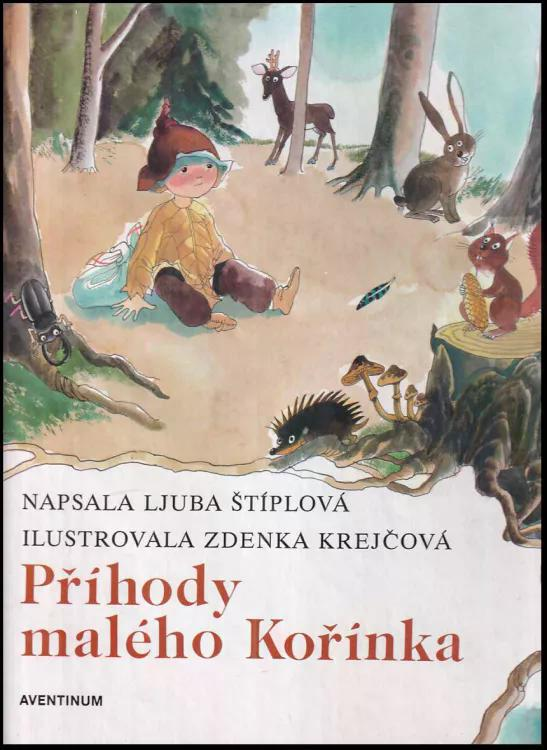 NAPSALA LJUBA ŠTÍPLOVÁ
ILUSTROVALA ZDENKA KREJČOVÁ
Příhody
malého Kořínka
AVENTINUM